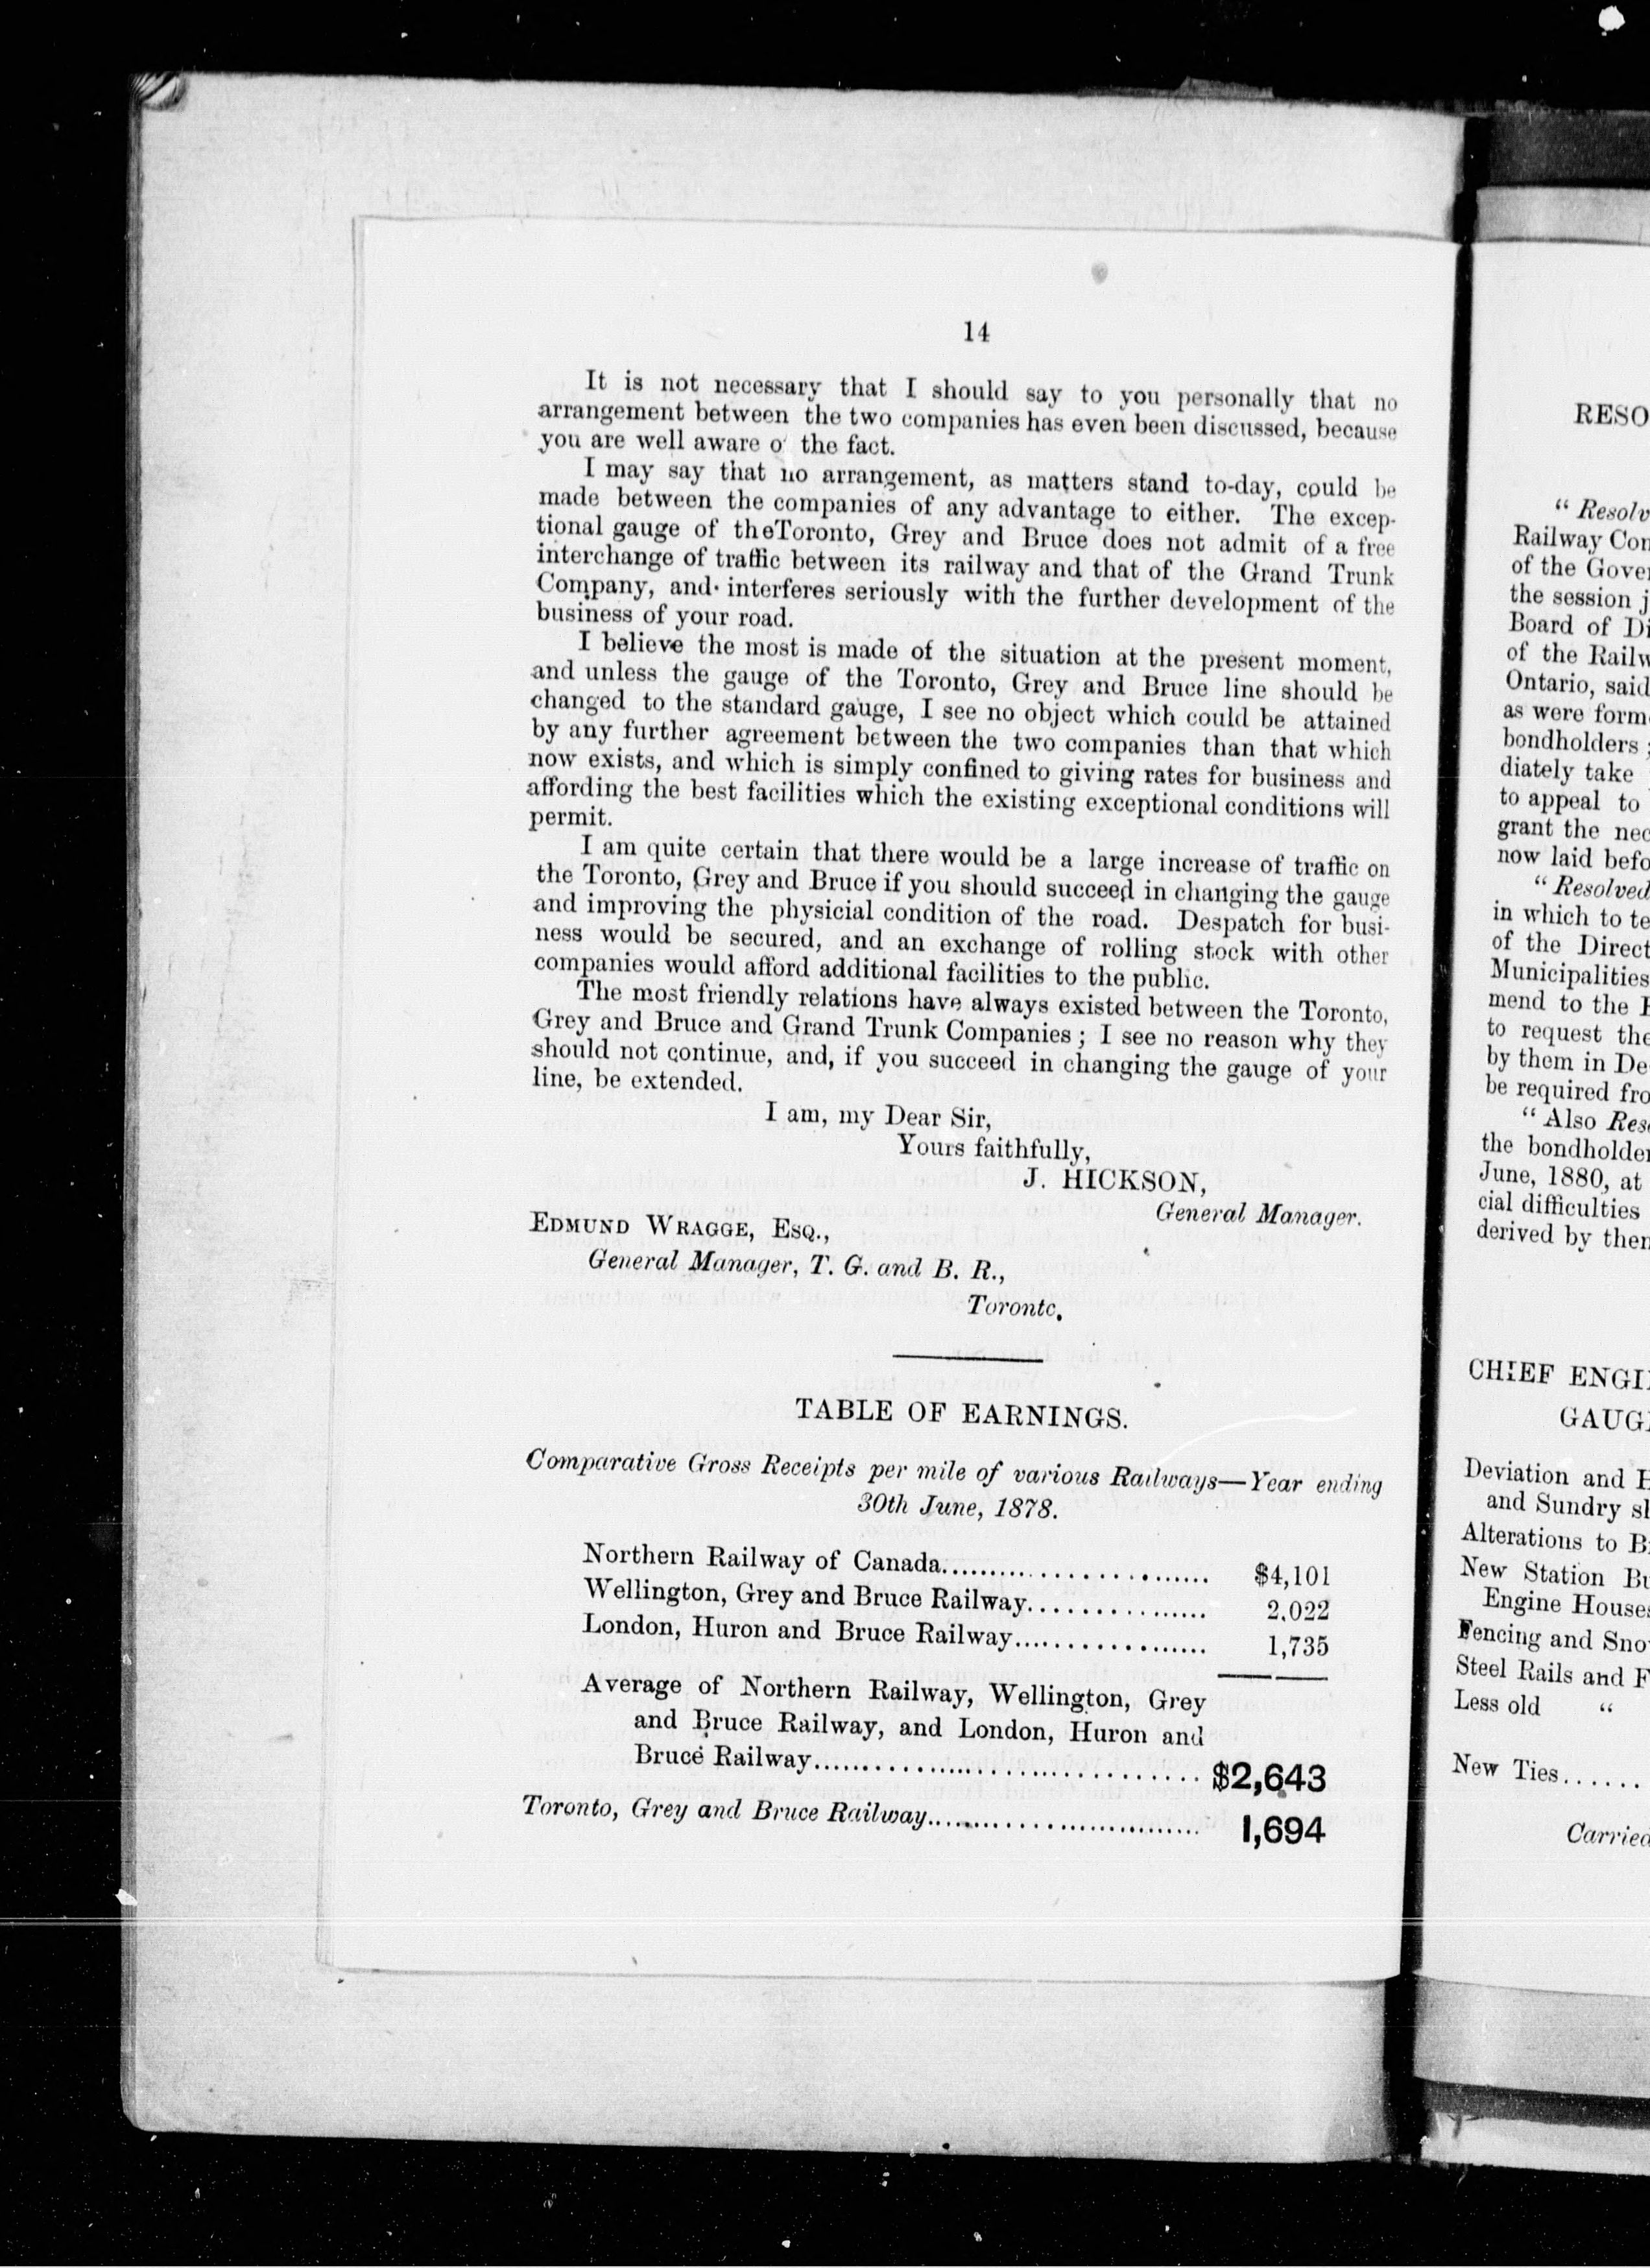 14
It is not necessary that I should say to you personally that no
arrangement between the two companies has even been discussed, because
you are well aware o the fact.
I may say that no arrangement, as matters stand to-day, could be
made between the companies of any advantage to either. The excep-
tional gauge of theToronto, Grey and Bruce does not admit of a free
interchange of traffic between its railway and that of the Grand Trunk
Company, and interferes seriously with the further development of the
business of your road.
I believe the most is made of the situation at the present moment,
and unless the gauge of the Toronto, Grey and Bruce line should be
changed to the standard gauge, I see no object which could be attained
by any further agreement between the two companies than that which
now exists, and which is simply confined to giving rates for business and
affording the best facilities which the existing exceptional conditions will
permit.
I am quite certain that there would be a large increase of traffic on
the Toronto, Grey and Bruce if you should succeed in changing the gauge
and improving the physicial condition of the road. Despatch for busi-
ness would be secured, and an exchange of rolling stock with other
companies would afford additional facilities to the public.
The most friendly relations have always existed between the Toronto,
Grey and Bruce and Grand Trunk Companies; I see no reason why they
should not continue, and, if you succeed in changing the gauge of your
line, be extended.
I am, my Dear Sir,
Yours faithfully,
J. HICKSON,
General Manager.
EDMUND WRAGGE, ESQ.,
General Manager, T. G. and B. R.,
Toronto.
TABLE OF EARNINGS.
Comparative Gross Receipts per mile of various Railways—Year ending
30th June, 1878.
Northern Railway of Canada.......................... $4,101
Wellington, Grey and Bruce Railway................. 2,022
London, Huron and Bruce Railway.................. 1,735
Average of Northern Railway, Wellington, Grey
and Bruce Railway, and London, Huron and
Bruce Railway...................................... $2,643
Toronto, Grey and Bruce Railway............................ 1,694
RESO
"Resolv
Railway Con
of the Gover
the session j
Board of Di
of the Railw
Ontario, said
as were form
bondholders;
diately take
to appeal to
grant the nec
now laid befo
"Resolved
in which to te
of the Direct
Municipalities
mend to the
to request the
by them in De
be required fro
"Also Res
the bondholder
June, 1880, at
cial difficulties
derived by then
CHIEF ENGI
GAUG
Deviation and
and Sundry sl
Alterations to B
New Station Bu
Engine Houses
Fencing and Sno
Steel Rails and F
Less old "
New Ties......
Carried